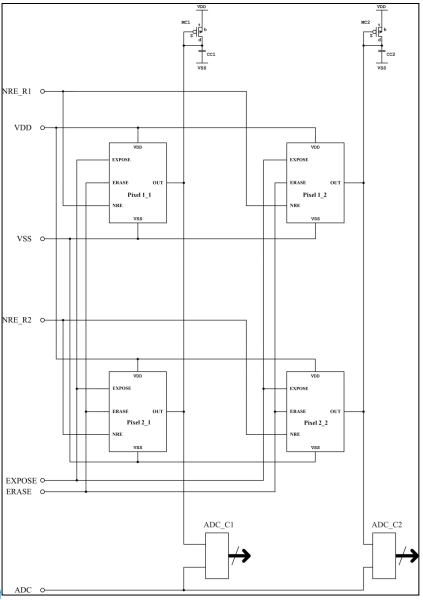 VDD VDD
MC1 s b MC2 s b
g g
d d
CC1 CC2
VSS VSS
NRE_R1
VDD
VDD VDD
EXPOSE EXPOSE
ERASE OUT ERASE OUT
Pixel 1_1 Pixel 1_2
NRE NRE
VSS VSS
VSS
NRE_R2
VDD VDD
EXPOSE EXPOSE
ERASE OUT ERASE OUT
Pixel 2_1 Pixel 2_2
NRE NRE
VSS VSS
EXPOSE
ERASE
ADC_C1 ADC_C2
ADC